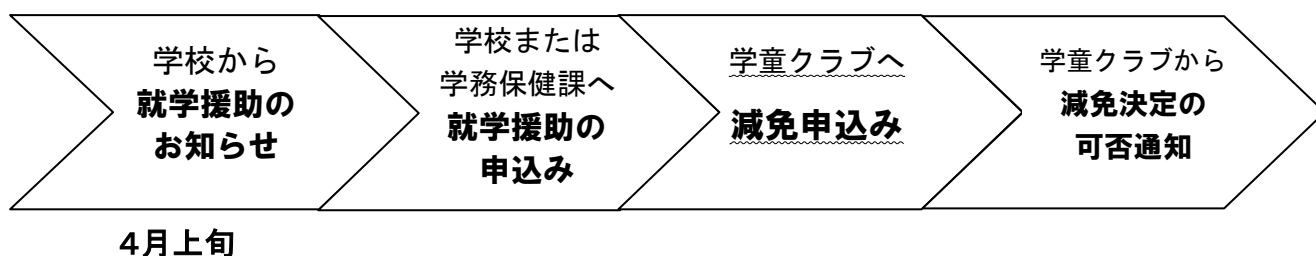 学校から
就学援助の
お知らせ
学校または
学務保健課へ
就学援助の
申込み
学童クラブへ
減免申込み
学童クラブから
減免決定の
可否通知
4月上旬